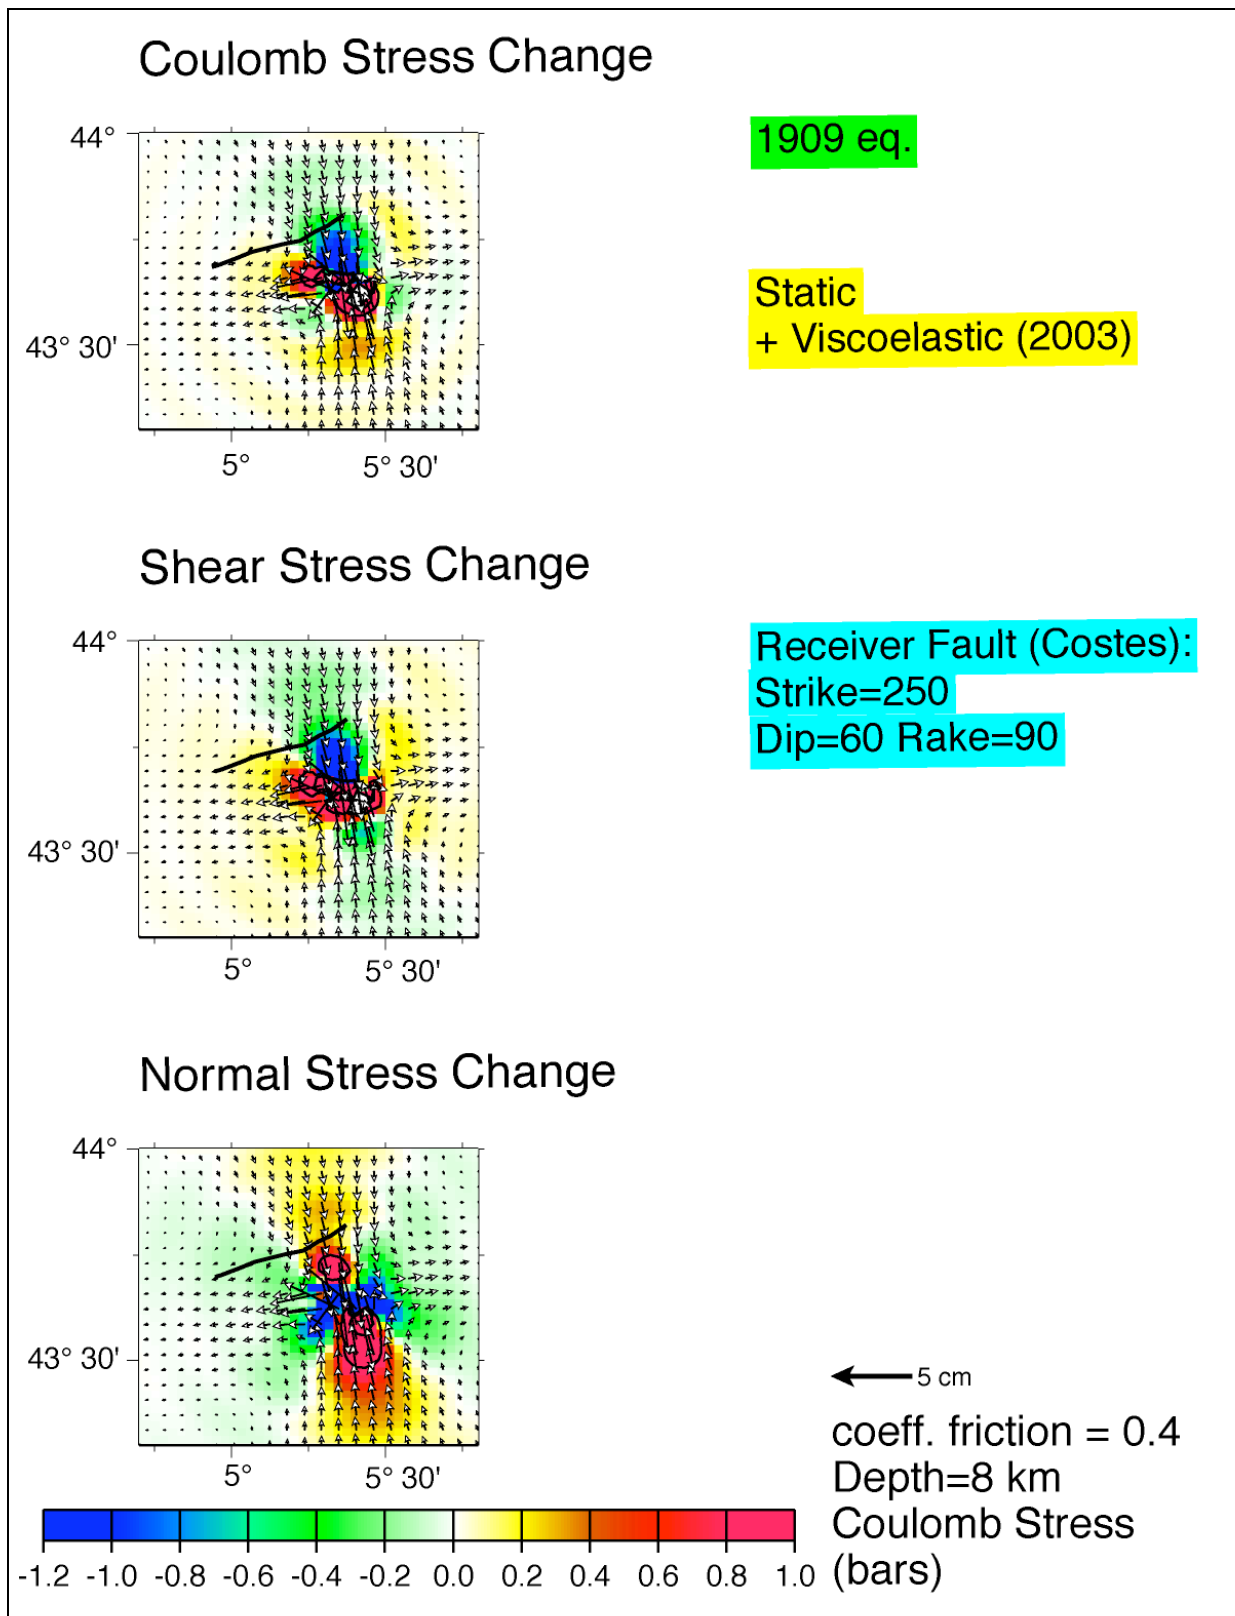 Coulomb Stress Change
1909 eq.
44°
Static
+ Viscoelastic (2003)
43° 30'
5° 5° 30'
Shear Stress Change
Receiver Fault (Costes):
Strike=250
Dip=60 Rake=90
44°
43° 30'
5° 5° 30'
Normal Stress Change
44°
43° 30'
5° 5° 30'
5 cm
coeff. friction = 0.4
Depth=8 km
Coulomb Stress
(bars)
-1.2 -1.0 -0.8 -0.6 -0.4 -0.2 0.0 0.2 0.4 0.6 0.8 1.0